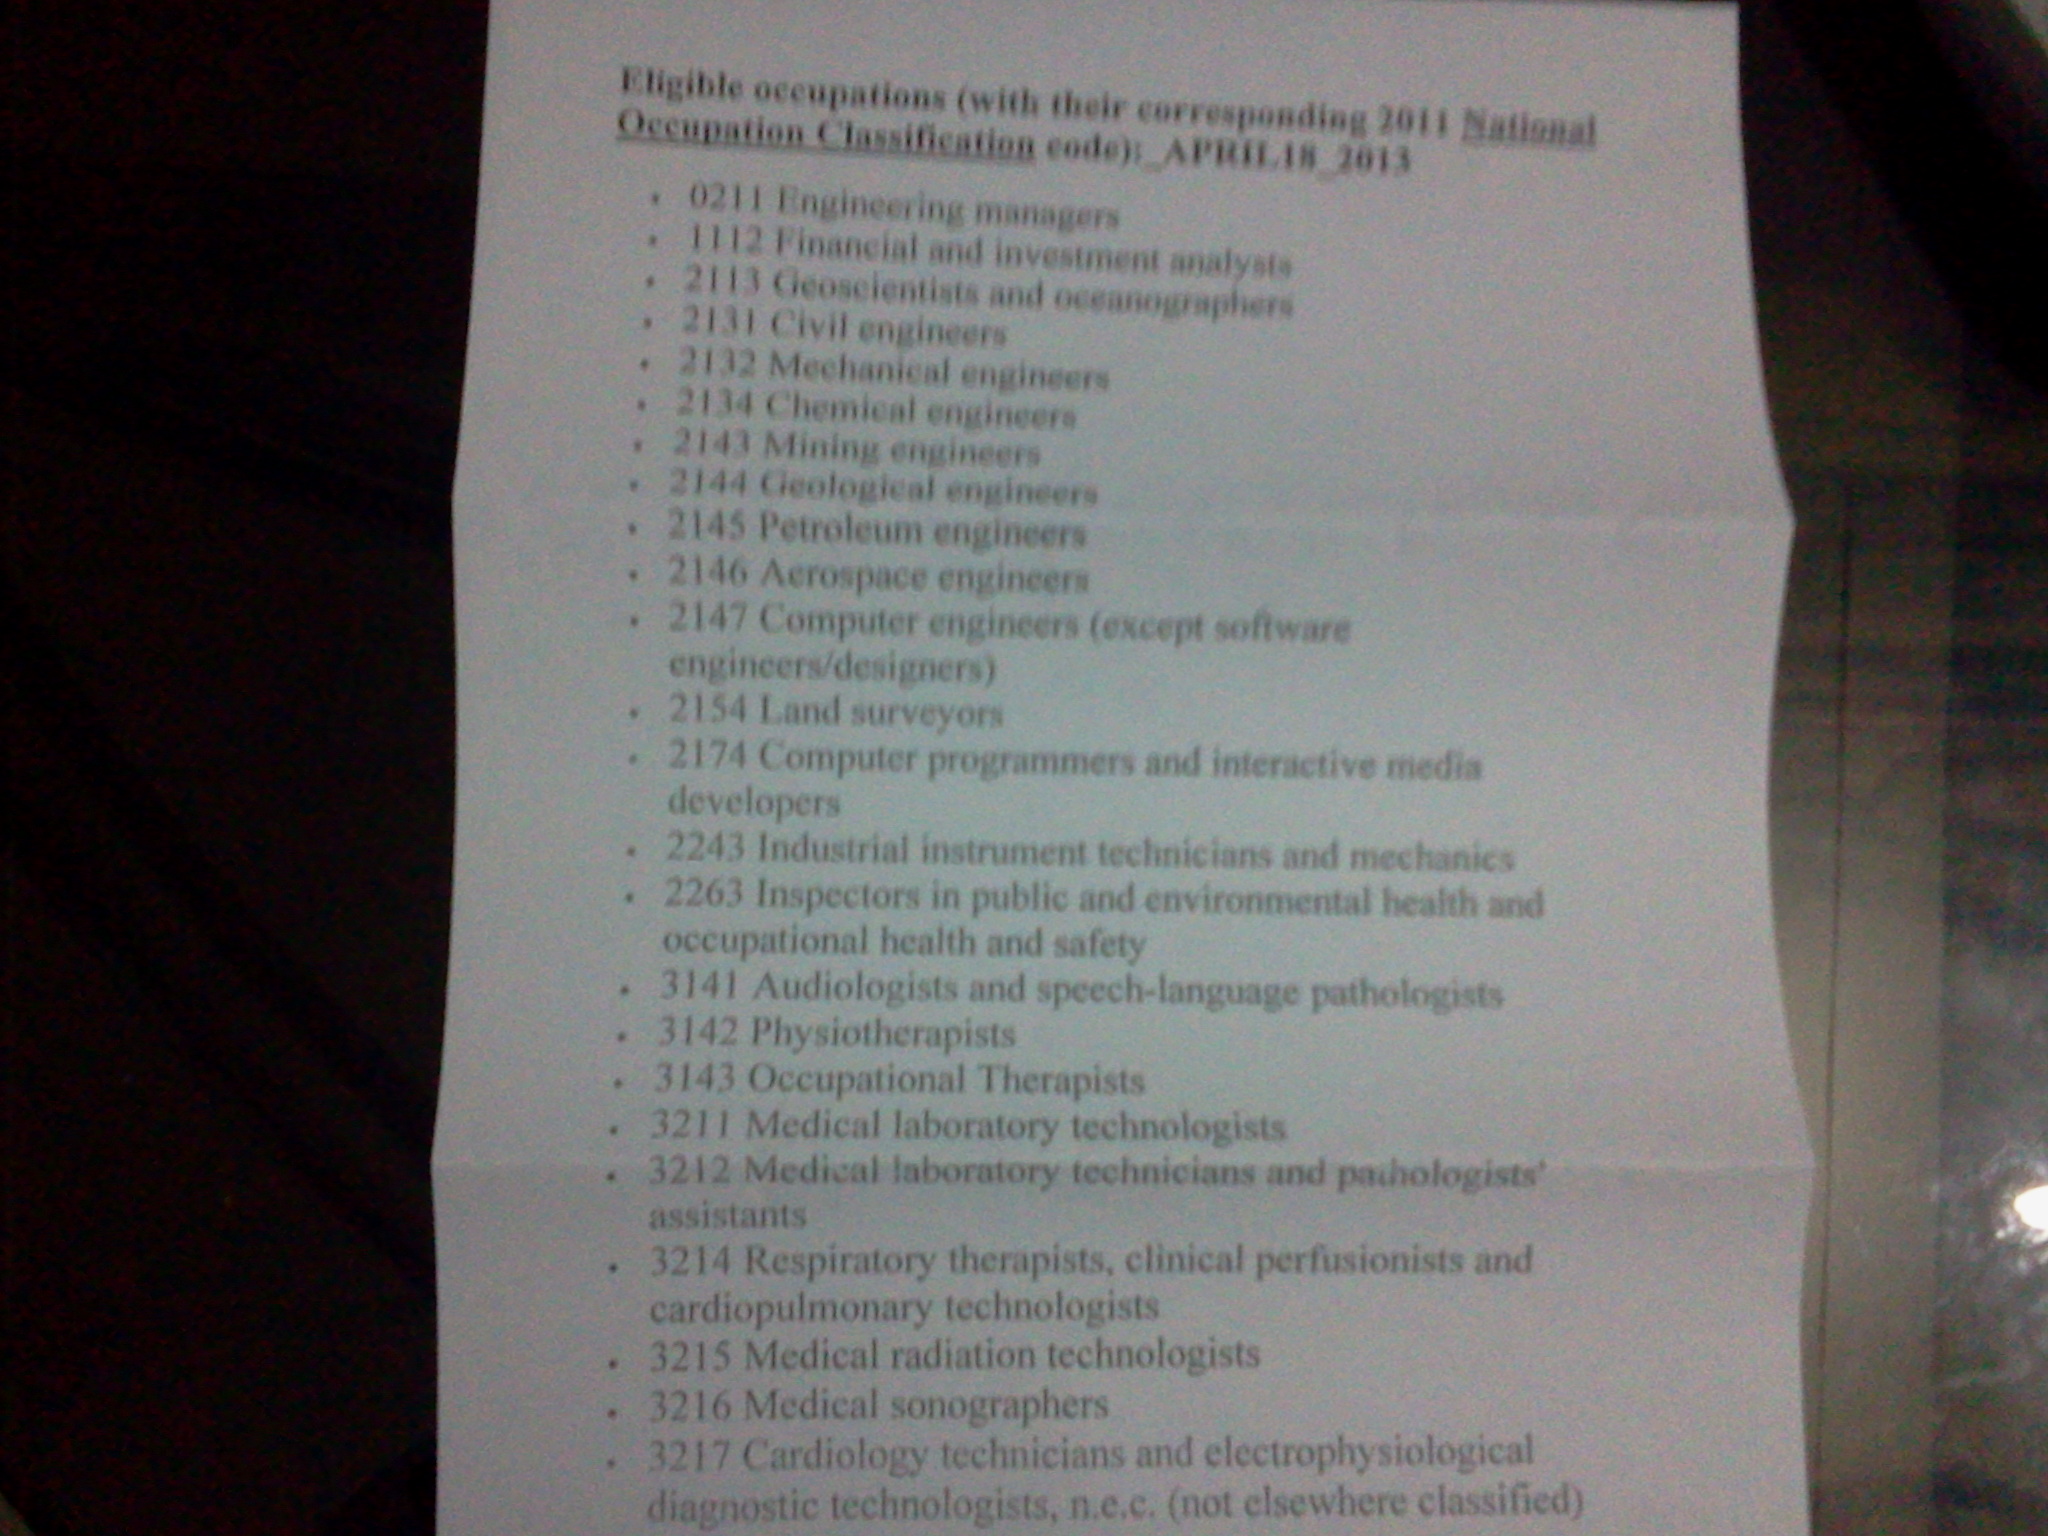 Eligible occupations (with their corresponding 2011 National
Occupation Classification code):_APRIL18_2013
• 0211 Engineering managers
• 1112 Financial and investment analysts
• 2113 Geoscientists and oceanographers
• 2131 Civil engineers
• 2132 Mechanical engineers
• 2134 Chemical engineers
• 2143 Mining engineers
• 2144 Geological engineers
• 2145 Petroleum engineers
• 2146 Aerospace engineers
• 2147 Computer engineers (except software
engineers/designers)
• 2154 Land surveyors
• 2174 Computer programmers and interactive media
developers
• 2243 Industrial instrument technicians and mechanics
• 2263 Inspectors in public and environmental health and
occupational health and safety
• 3141 Audiologists and speech-language pathologists
• 3142 Physiotherapists
• 3143 Occupational Therapists
• 3211 Medical laboratory technologists
• 3212 Medical laboratory technicians and pathologists'
assistants
• 3214 Respiratory therapists, clinical perfusionists and
cardiopulmonary technologists
• 3215 Medical radiation technologists
• 3216 Medical sonographers
• 3217 Cardiology technicians and electrophysiological
diagnostic technologists, n.e.c. (not elsewhere classified)